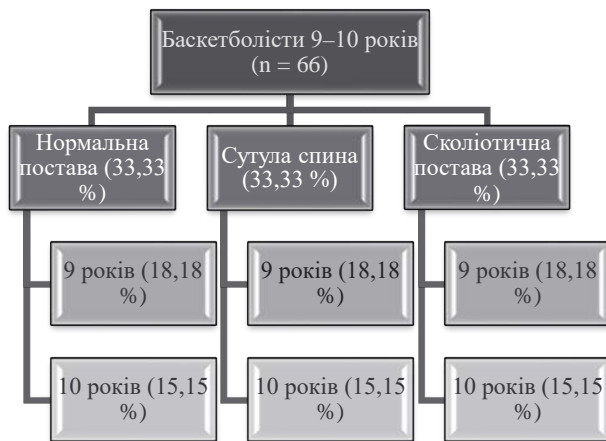 Баскетболісти 9–10 років
(n = 66)
Нормальна
постава (33,33
%)
Сутула спина
(33,33 %)
Сколіотична
постава (33,33
%)
9 років (18,18
%)
9 років (18,18
%)
9 років (18,18
%)
10 років (15,15
%)
10 років (15,15
%)
10 років (15,15
%)